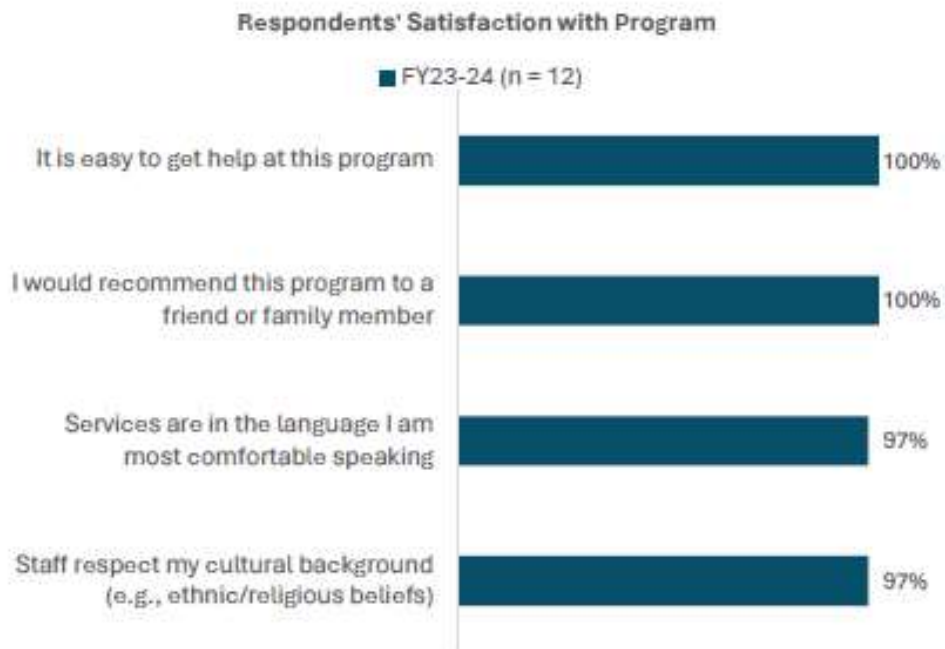 Respondents' Satisfaction with Program
FY23-24 (n = 12)
It is easy to get help at this program
100%
I would recommend this program to a
friend or family member
100%
Services are in the language I am
most comfortable speaking
97%
Staff respect my cultural background
(e.g., ethnic/religious beliefs)
97%